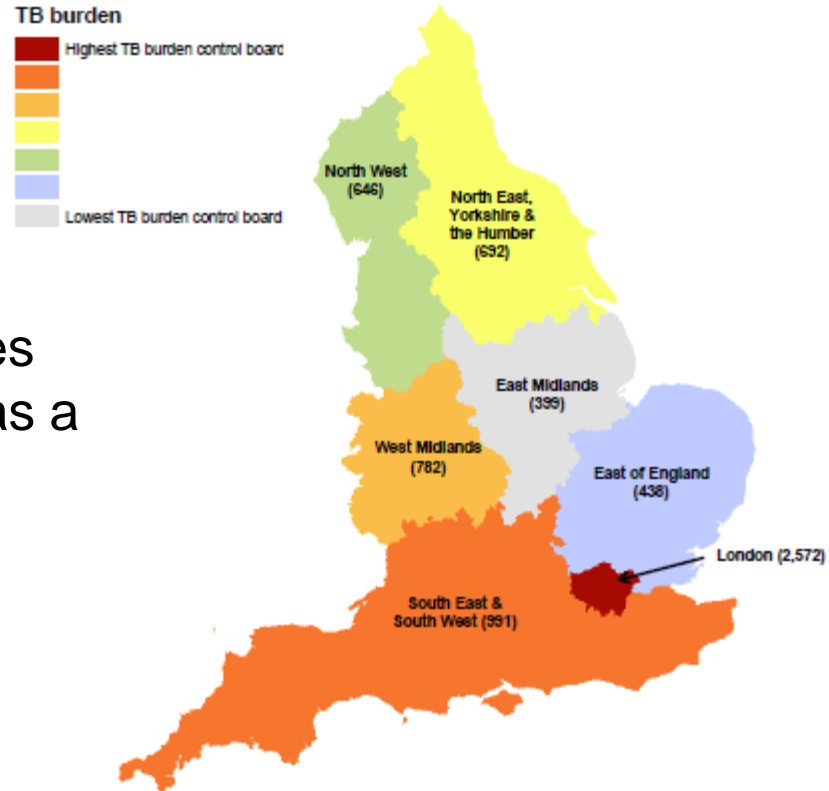 TB burden
Highest TB burden control board
Lowest TB burden control board
North West
(646)
North East,
Yorkshire &
the Humber
(692)
es
as a
East Midlands
(399)
West Midlands
(782)
East of England
(438)
London (2,572)
South East &
South West (991)